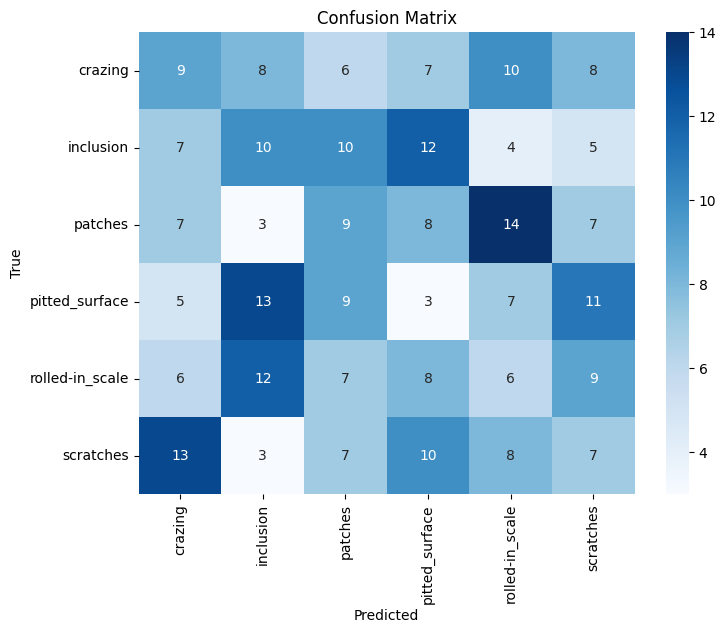 Confusion Matrix
True
crazing 9 8 6 7 10 8
inclusion 7 10 10 12 4 5
patches 7 3 9 8 14 7
pitted_surface 5 13 9 3 7 11
rolled-in_scale 6 12 7 8 6 9
scratches 13 3 7 10 8 7
crazing inclusion patches pitted_surface rolled-in_scale scratches
Predicted
14
12
10
8
6
4